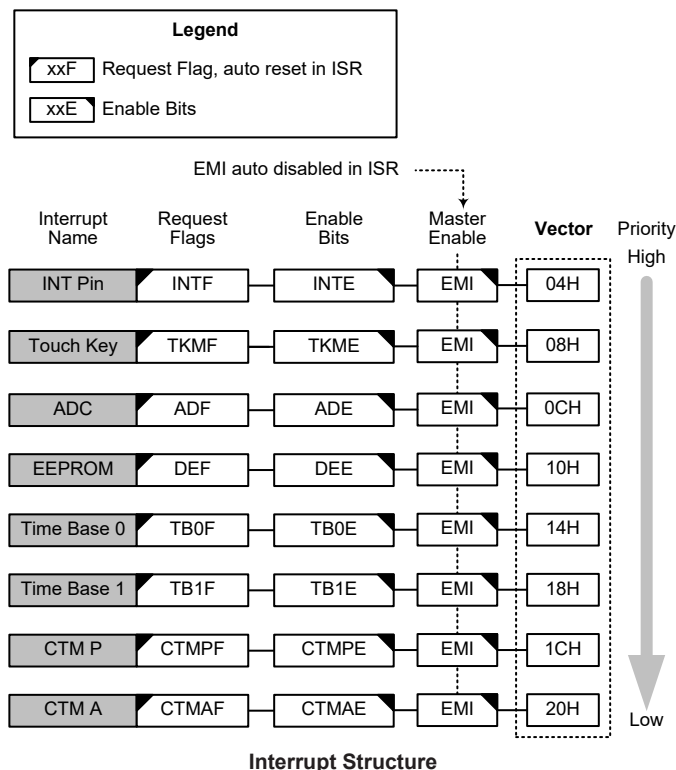 Legend
xxF Request Flag, auto reset in ISR
xxE Enable Bits
EMI auto disabled in ISR
Interrupt Name Request Flags Enable Bits Master Enable Vector Priority
High
INT Pin INTF INTE EMI 04H
Touch Key TKMF TKME EMI 08H
ADC ADF ADE EMI 0CH
EEPROM DEF DEE EMI 10H
Time Base 0 TB0F TB0E EMI 14H
Time Base 1 TB1F TB1E EMI 18H
CTM P CTMPF CTMPE EMI 1CH
CTM A CTMAF CTMAE EMI 20H
Low
Interrupt Structure